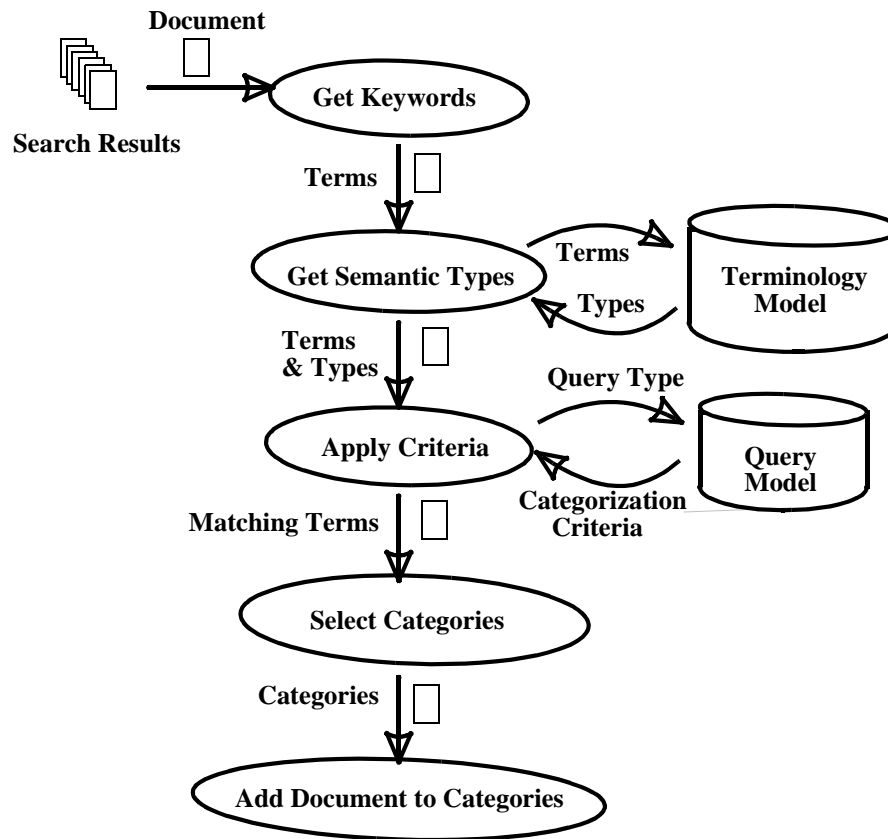 Document
Get Keywords
Search Results
Terms
Get Semantic Types
Terms
Types
Terminology
Model
Terms
& Types
Query Type
Apply Criteria
Query
Model
Categorization
Criteria
Matching Terms
Select Categories
Categories
Add Document to Categories